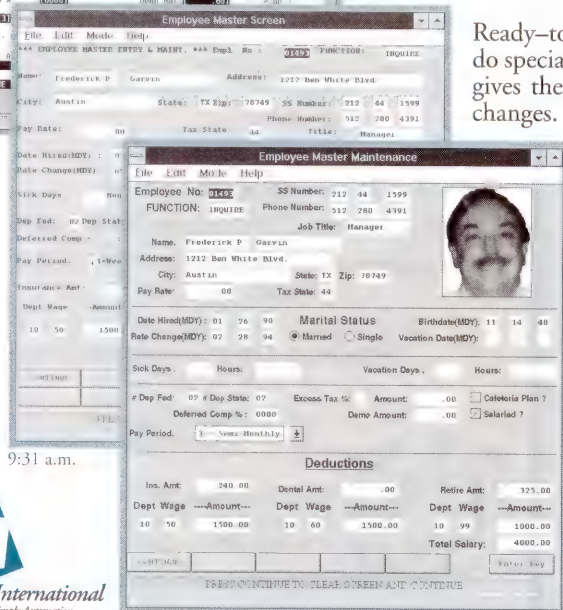 Employee Master Screen
File Edit Mode Help
*** EMPLOYEE MASTER ENTRY & MAINT. *** Empl No : 01493 FUNCTION: INQUIRE
Name: Frederick P Garvin Address: 1212 Ben White Blvd
City: Austin State: TX Zip: 78749 SS Number: 212 44 1599
Phone Number: 512 280 4391
Pay Rate: 00 Tax State 44 Title: Manager
Date Hired(MDY) : 0
Rate Change(MDY)
Sick Days
Dep Fed: 02 Dep Stat
Deferred Comp
Pay Period.
Insurance Amt
Dept Wage --Amount
10 50 1500
9:31 a.m.
Ready–to
do specia
gives the
changes.
Employee Master Maintenance
File Edit Mode Help
Employee No: 01493 SS Number: 212 44 1599
FUNCTION: INQUIRE Phone Number: 512 280 4391
Job Title: Manager
Name. Frederick P Garvin
Address: 1212 Ben White Blvd.
City: Austin State: TX Zip: 78749
Pay Rate: 00 Tax State: 44
Date Hired(MDY): 01 26 90 Marital Status Birthdate(MDY): 11 14 48
Rate Change(MDY): 07 28 94 Married Single Vacation Date(MDY):
Sick Days . Hours: Vacation Days . Hours:
# Dep Fed: 02 # Dep State: 02 Excess Tax %: Amount: .00 Cafeteria Plan ?
Deferred Comp % : 0000 Demo Amount: .00 Salaried ?
Pay Period. Semi Monthly
Deductions
Ins. Amt: 240.00 Dental Amt: .00 Retire Amt: 325.00
Dept Wage ----Amount--- Dept Wage ---Amount--- Dept Wage ---Amount---
10 50 1500.00 10 60 1500.00 10 99 1000.00
Total Salary: 4000.00
CONTINUE Enter Key
PRESS CONTINUE TO CLEAR SCREEN AND CONTINUE
International